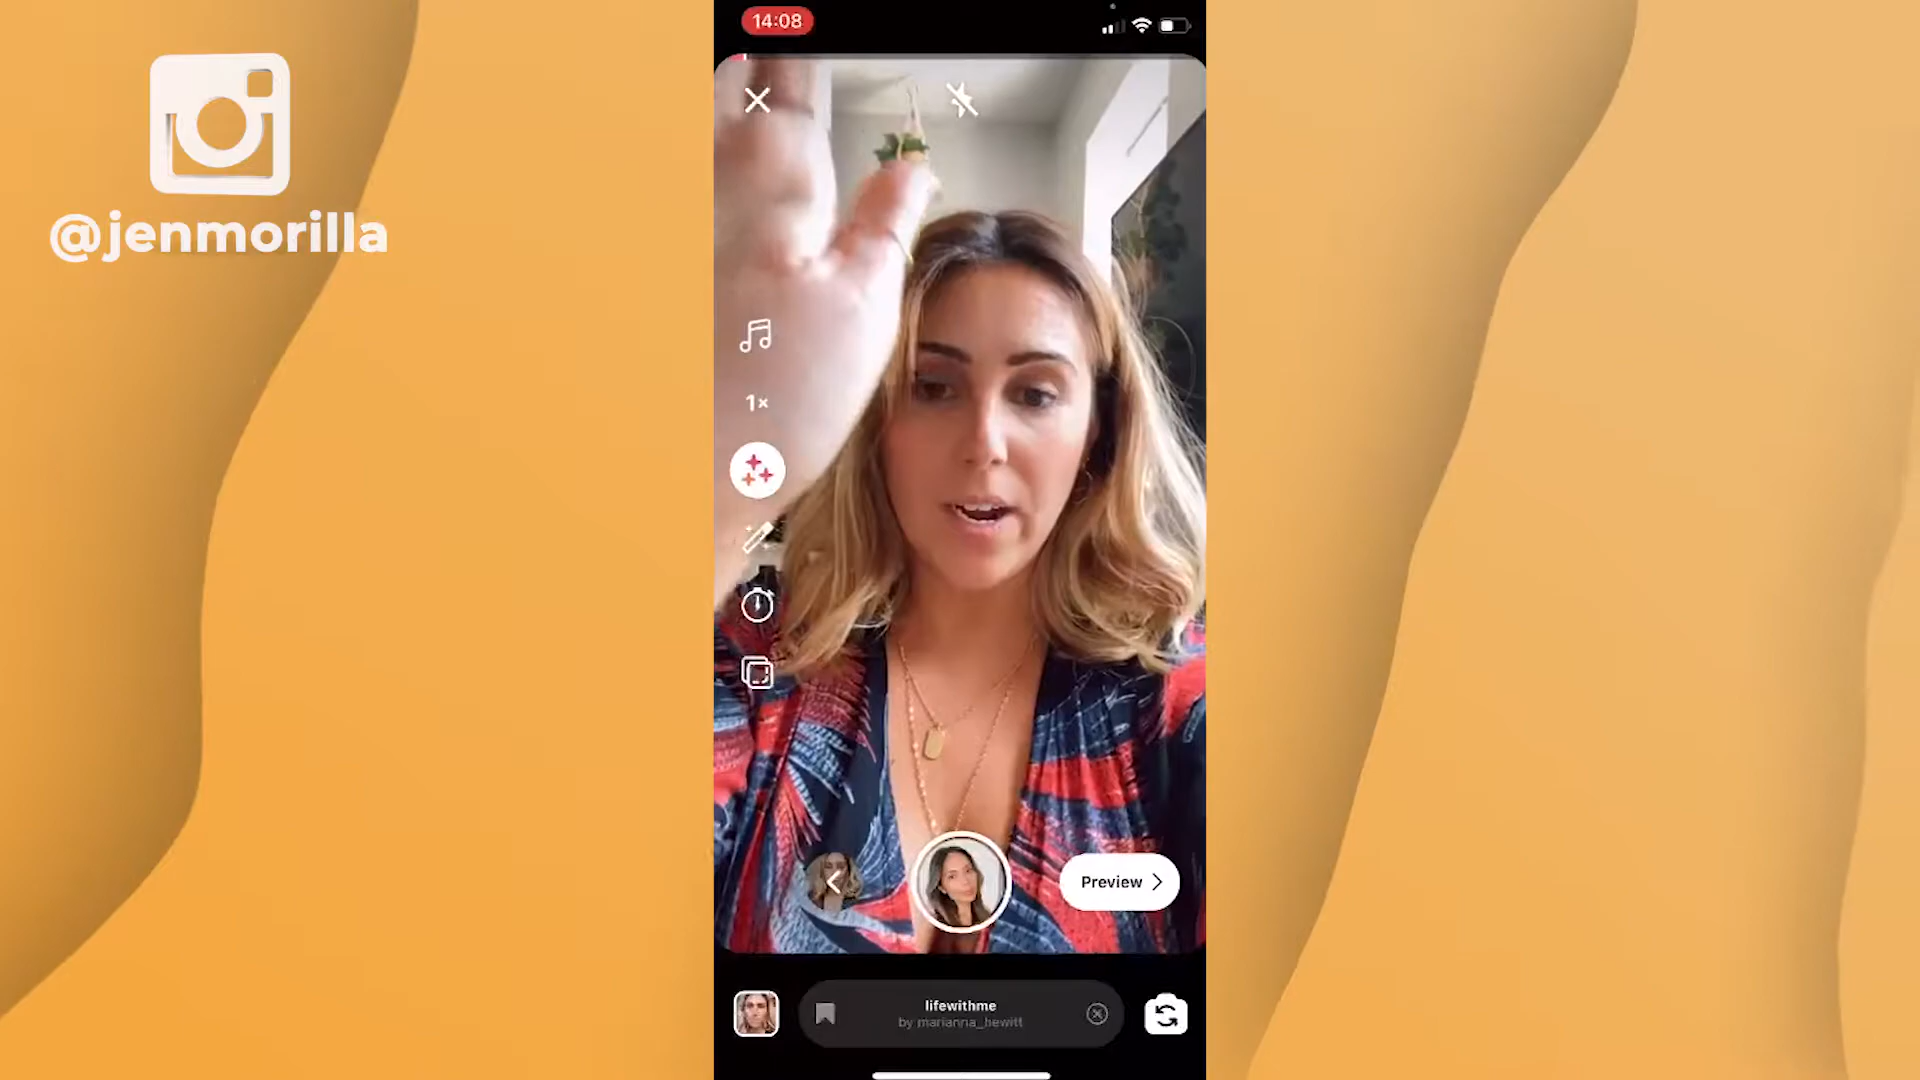 14:08
@jenmorilla
1×
Preview
lifewithme
by marianna_hewitt